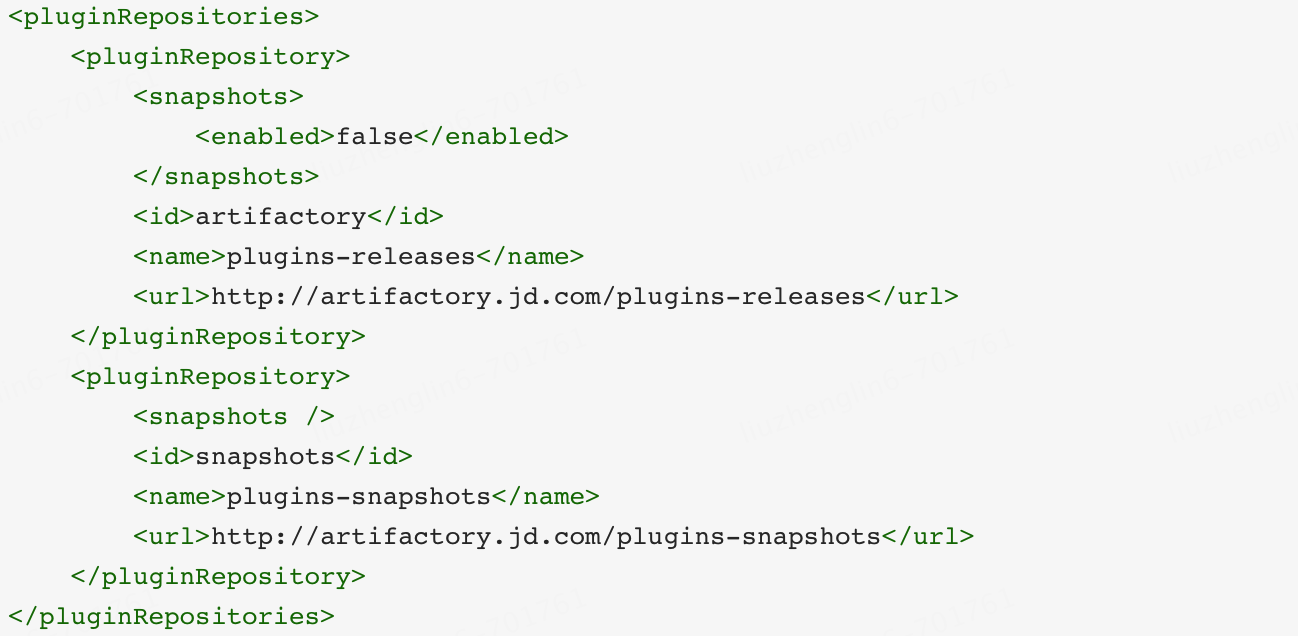 <pluginRepositories>
    <pluginRepository>
        <snapshots>
            <enabled>false</enabled>
        </snapshots>
        <id>artifactory</id>
        <name>plugins-releases</name>
        <url>http://artifactory.jd.com/plugins-releases</url>
    </pluginRepository>
    <pluginRepository>
        <snapshots />
        <id>snapshots</id>
        <name>plugins-snapshots</name>
        <url>http://artifactory.jd.com/plugins-snapshots</url>
    </pluginRepository>
</pluginRepositories>